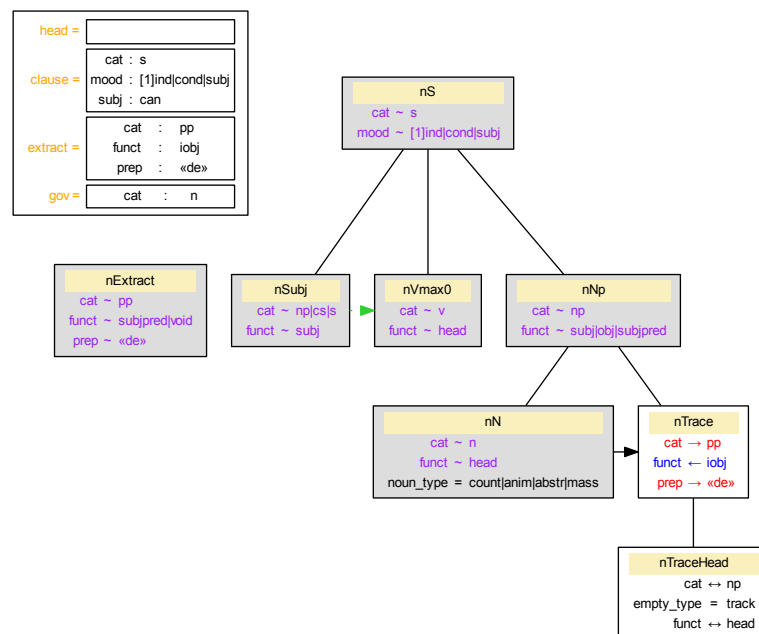 head =
clause =
cat : s
mood : [1]ind|cond|subj
subj : can
extract =
cat : pp
funct : iobj
prep : «de»
gov =
cat : n
nS
cat ~ s
mood ~ [1]ind|cond|subj
nExtract
cat ~ pp
funct ~ subjpred|void
prep ~ «de»
nSubj
cat ~ np|cs|s
funct ~ subj
nVmax0
cat ~ v
funct ~ head
nNp
cat ~ np
funct ~ subj|obj|subjpred
nN
cat ~ n
funct ~ head
noun_type = count|anim|abstr|mass
nTrace
cat → pp
funct ← iobj
prep → «de»
nTraceHead
cat ↔ np
empty_type = track
funct ↔ head